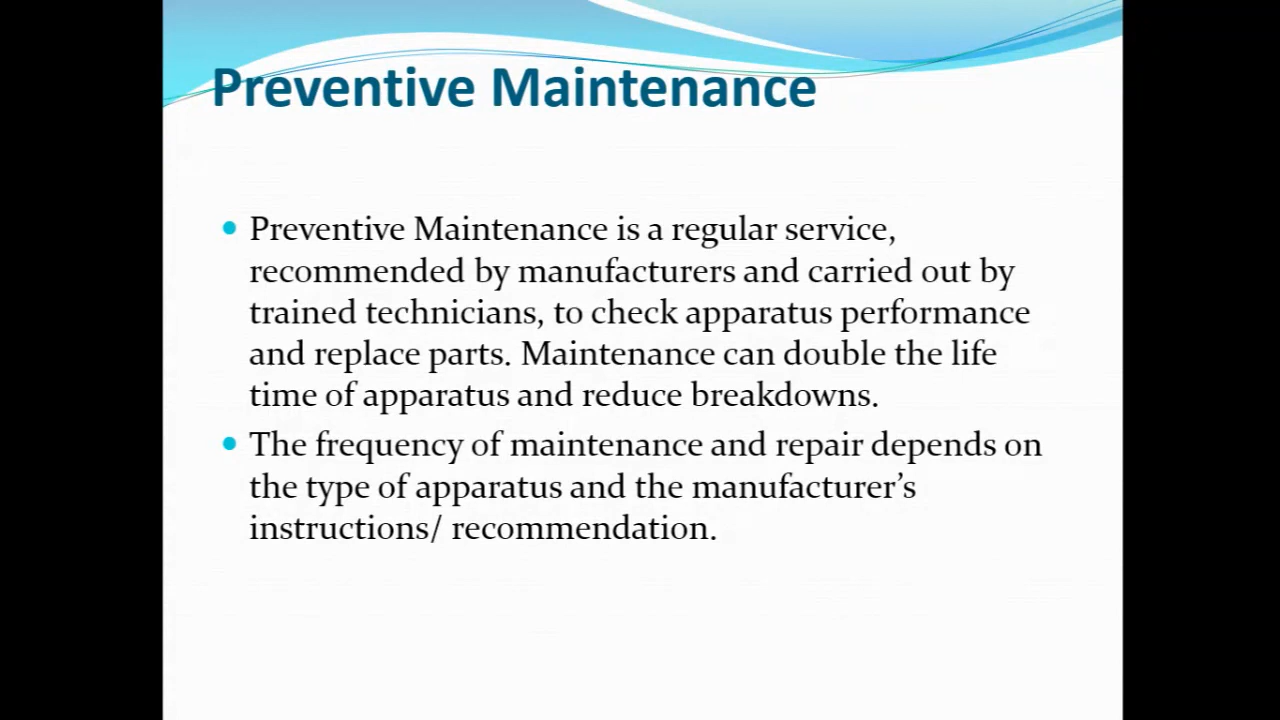 Preventive Maintenance
• Preventive Maintenance is a regular service,
recommended by manufacturers and carried out by
trained technicians, to check apparatus performance
and replace parts. Maintenance can double the life
time of apparatus and reduce breakdowns.
• The frequency of maintenance and repair depends on
the type of apparatus and the manufacturer’s
instructions/ recommendation.